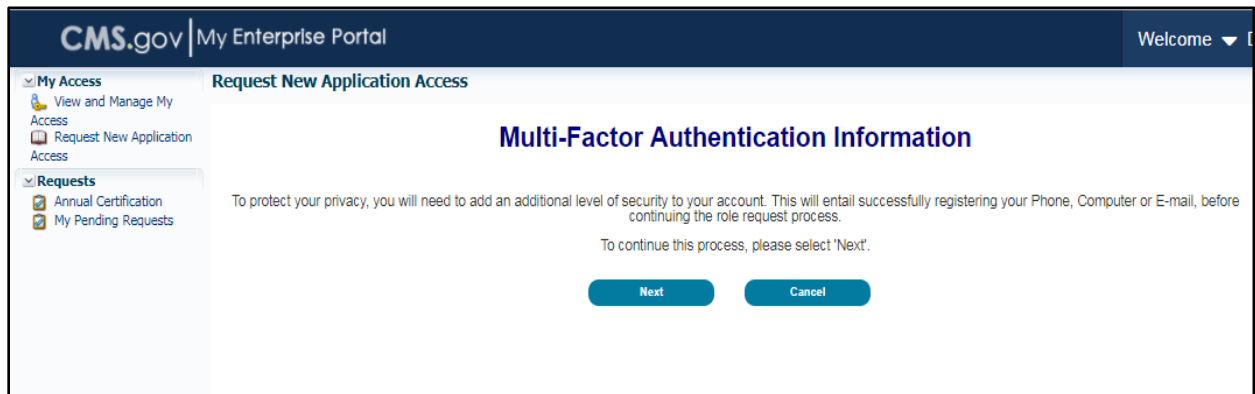 CMS.gov My Enterprise Portal
Welcome
My Access
View and Manage My
Access
Request New Application
Access
Requests
Annual Certification
My Pending Requests
Request New Application Access
Multi-Factor Authentication Information
To protect your privacy, you will need to add an additional level of security to your account. This will entail successfully registering your Phone, Computer or E-mail, before
continuing the role request process.
To continue this process, please select 'Next'.
Next
Cancel